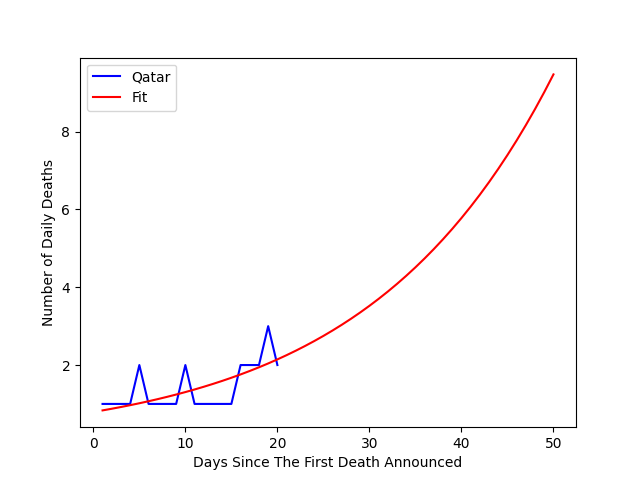 Qatar
Fit
Number of Daily Deaths
8
6
4
2
0 10 20 30 40 50
Days Since The First Death Announced